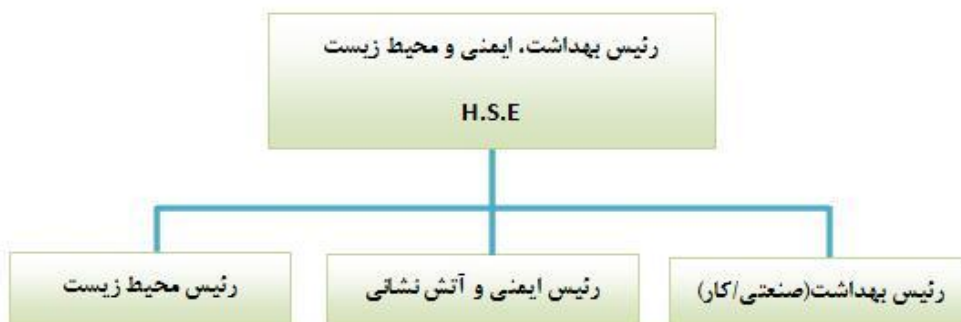 رئیس بهداشت، ایمنی و محیط زیست
H.S.E
رئیس بهداشت(صنعتی/کار)
رئیس ایمنی و آتش نشانی
رئیس محیط زیست